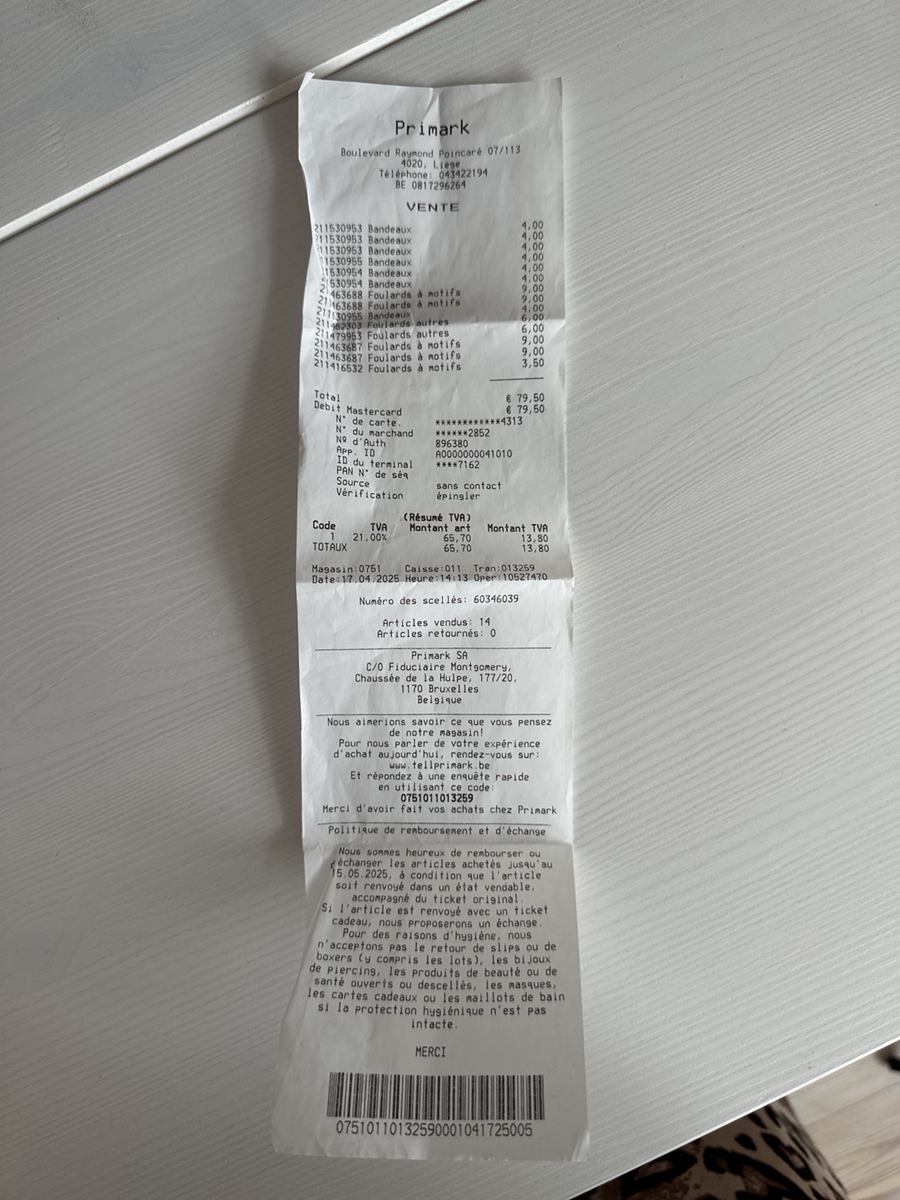 Primark
Boulevard Raymond Poincaré 07/113
4020, Liege
Téléphone: 043422194
BE 0817296264
VENTE
211530953 Bandeaux 4,00
211530953 Bandeaux 4,00
211530953 Bandeaux 4,00
211530955 Bandeaux 4,00
211530954 Bandeaux 4,00
211530954 Bandeaux 4,00
211463688 Foulards à motifs 9,00
211463688 Foulards à motifs 9,00
211530955 Bandeaux 4,00
211462303 Foulards autres 6,00
211479953 Foulards autres 6,00
211463687 Foulards à motifs 9,00
211463687 Foulards à motifs 9,00
211416532 Foulards à motifs 3,50
Total € 79,50
Debit Mastercard € 79,50
N° de carte. ************4313
N° du marchand ******2852
Nº d'Auth 896380
App. ID A0000000041010
ID du terminal ****7162
PAN N° de séq
Source sans contact
Vérification épingler
(Résumé TVA)
Code TVA Montant art Montant TVA
1 21,00% 65,70 13,80
TOTAUX 65,70 13,80
Magasin:0751 Caisse:011 Tran:013259
Date:17.04.2025 Heure:14:13 Oper:10527470
Numéro des scellés: 60346039
Articles vendus: 14
Articles retournés: 0
Primark SA
C/O Fiduciaire Montgomery,
Chaussée de la Hulpe, 177/20,
1170 Bruxelles
Belgique
Nous aimerions savoir ce que vous pensez
de notre magasin!
Pour nous parler de votre expérience
d'achat aujourd'hui, rendez-vous sur:
www.tellprimark.be
Et répondez à une enquête rapide
en utilisant ce code:
0751011013259
Merci d'avoir fait vos achats chez Primark
Politique de remboursement et d'échange
Nous sommes heureux de rembourser ou
d'échanger les articles achetés jusqu'au
15.05.2025, à condition que l'article
soit renvoyé dans un état vendable,
accompagné du ticket original.
Si l'article est renvoyé avec un ticket
cadeau, nous proposerons un échange.
Pour des raisons d'hygiène, nous
n'acceptons pas le retour de slips ou de
boxers (y compris les lots), les bijoux
de piercing, les produits de beauté ou de
santé ouverts ou descellés, les masques,
les cartes cadeaux ou les maillots de bain
si la protection hygiénique n'est pas
intacte.
MERCI
07510110132590001041725005